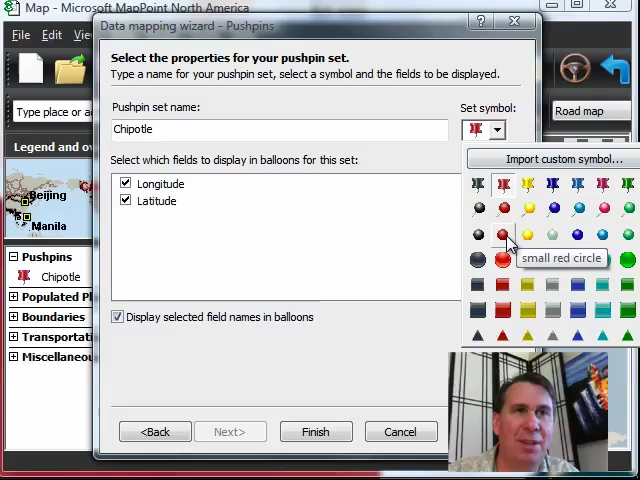 Map - Microsoft MapPoint North America
File Edit
Data mapping wizard - Pushpins
Type place or
Road map
Select the properties for your pushpin set.
Type a name for your pushpin set, select a symbol and the fields to be displayed.
Pushpin set name:
Set symbol:
Chipotle
Import custom symbol...
Select which fields to display in balloons for this set:
Longitude
Latitude
small red circle
Display selected field names in balloons
<Back
Next>
Finish
Cancel
Legend and ov
Beijing
Manila
Pushpins
Chipotle
Populated P
Boundaries
Transportat
Miscellaneo